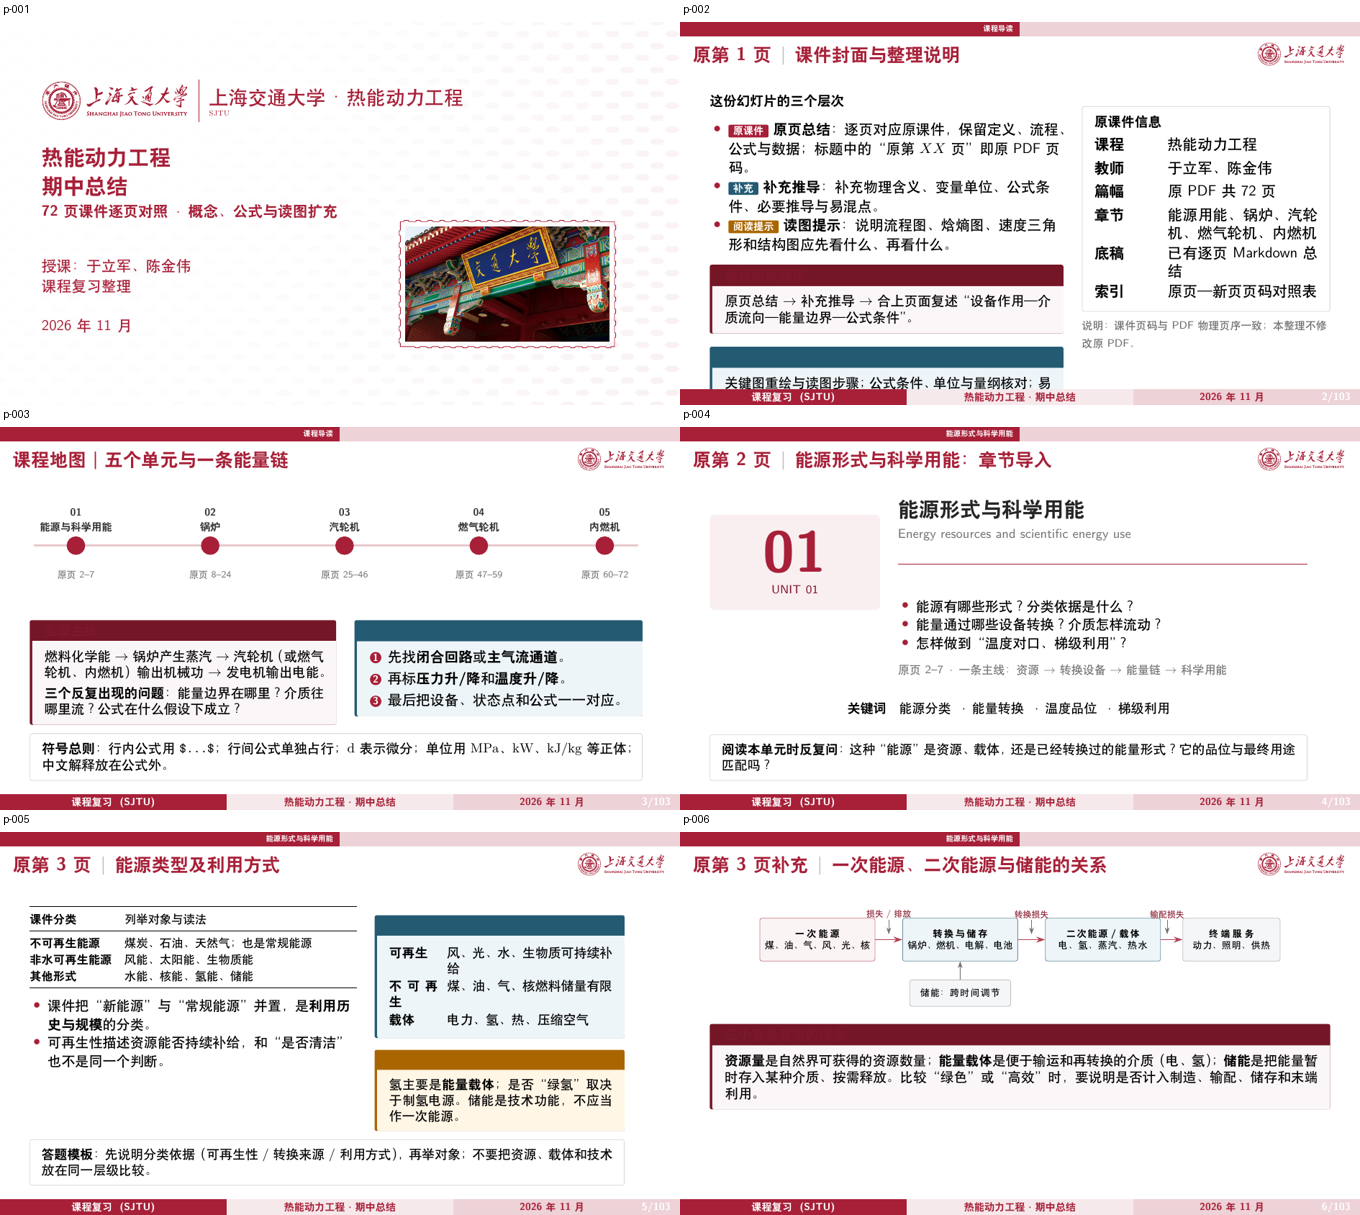 p-001
上海交通大学
SHANGHAI JIAO TONG UNIVERSITY
上海交通大学 · 热能动力工程
SJTU
热能动力工程
期中总结
72 页课件逐页对照 · 概念、公式与读图扩充
授课：于立军、陈金伟
课程复习整理
2026 年 11 月
交通大学
p-002
课程导读
原第 1 页 | 课件封面与整理说明
上海交通大学
SHANGHAI JIAO TONG UNIVERSITY
这份幻灯片的三个层次
• 原课件 原页总结：逐页对应原课件，保留定义、流程、
公式与数据；标题中的“原第 XX 页”即原 PDF 页
码。
• 补充 补充推导：补充物理含义、变量单位、公式条
件、必要推导与易混点。
• 阅读提示 读图提示：说明流程图、焓熵图、速度三角
形和结构图应先看什么、再看什么。
原页总结 → 补充推导 → 合上页面复述“设备作用—介
质流向—能量边界—公式条件”。
关键图重绘与读图步骤；公式条件、单位与量纲核对；易
原课件信息
课程 热能动力工程
教师 于立军、陈金伟
篇幅 原 PDF 共 72 页
章节 能源用能、锅炉、汽轮
机、燃气轮机、内燃机
底稿 已有逐页 Markdown 总
结
索引 原页—新页页码对照表
说明：课件页码与 PDF 物理页序一致；本整理不修
改原 PDF。
课程复习 (SJTU) 热能动力工程 · 期中总结 2026 年 11 月 2/103
p-003
课程导读
课程地图 | 五个单元与一条能量链
上海交通大学
SHANGHAI JIAO TONG UNIVERSITY
01 02 03 04 05
能源与科学用能 锅炉 汽轮机 燃气轮机 内燃机
原页 2–7 原页 8–24 原页 25–46 原页 47–59 原页 60–72
燃料化学能 → 锅炉产生蒸汽 → 汽轮机 (或燃气
轮机、内燃机) 输出机械功 → 发电机输出电能。
三个反复出现的问题：能量边界在哪里？介质往
哪里流？公式在什么假设下成立？
1 先找闭合回路或主气流通道。
2 再标压力升/降和温度升/降。
3 最后把设备、状态点和公式一一对应。
符号总则：行内公式用 $...$；行间公式单独占行；d 表示微分；单位用 MPa、kW、kJ/kg 等正体；
中文解释放在公式外。
课程复习 (SJTU) 热能动力工程 · 期中总结 2026 年 11 月 3/103
p-004
能源形式与科学用能
原第 2 页 | 能源形式与科学用能：章节导入
上海交通大学
SHANGHAI JIAO TONG UNIVERSITY
01
UNIT 01
能源形式与科学用能
Energy resources and scientific energy use
• 能源有哪些形式？分类依据是什么？
• 能量通过哪些设备转换？介质怎样流动？
• 怎样做到“温度对口、梯级利用”？
原页 2–7 · 一条主线：资源 → 转换设备 → 能量链 → 科学用能
关键词 能源分类 · 能量转换 · 温度品位 · 梯级利用
阅读本单元时反复问：这种“能源”是资源、载体，还是已经转换过的能量形式？它的品位与最终用途
匹配吗？
课程复习 (SJTU) 热能动力工程 · 期中总结 2026 年 11 月 4/103
p-005
能源形式与科学用能
原第 3 页 | 能源类型及利用方式
上海交通大学
SHANGHAI JIAO TONG UNIVERSITY
课件分类 列举对象与读法
不可再生能源 煤炭、石油、天然气；也是常规能源
非水可再生能源 风能、太阳能、生物质能
其他形式 水能、核能、氢能、储能
• 课件把“新能源”与“常规能源”并置，是利用历
史与规模的分类。
• 可再生性描述资源能否持续补给，和“是否清洁”
也不是同一个判断。
可再生 风、光、水、生物质可持续补
给
不可再 煤、油、气、核燃料储量有限
生
载体 电力、氢、热、压缩空气
氢主要是能量载体；是否“绿氢”取决
于制氢电源。储能是技术功能，不应当
作一次能源。
答题模板：先说明分类依据 (可再生性 / 转换来源 / 利用方式)，再举对象；不要把资源、载体和技术
放在同一层级比较。
课程复习 (SJTU) 热能动力工程 · 期中总结 2026 年 11 月 5/103
p-006
能源形式与科学用能
原第 3 页补充 | 一次能源、二次能源与储能的关系
上海交通大学
SHANGHAI JIAO TONG UNIVERSITY
损失 / 排放 转换损失 输配损失
一次能源 转换与储存 二次能源 / 载体 终端服务
煤、油、气、风、光、核 锅炉、燃机、电解、电池 电、氢、蒸汽、热水 动力、照明、供热
储能：跨时间调节
资源量是自然界可获得的资源数量；能量载体是便于输运和再转换的介质 (电、氢)；储能是把能量暂
时存入某种介质、按需释放。比较“绿色”或“高效”时，要说明是否计入制造、输配、储存和末端
利用。
课程复习 (SJTU) 热能动力工程 · 期中总结 2026 年 11 月 6/103